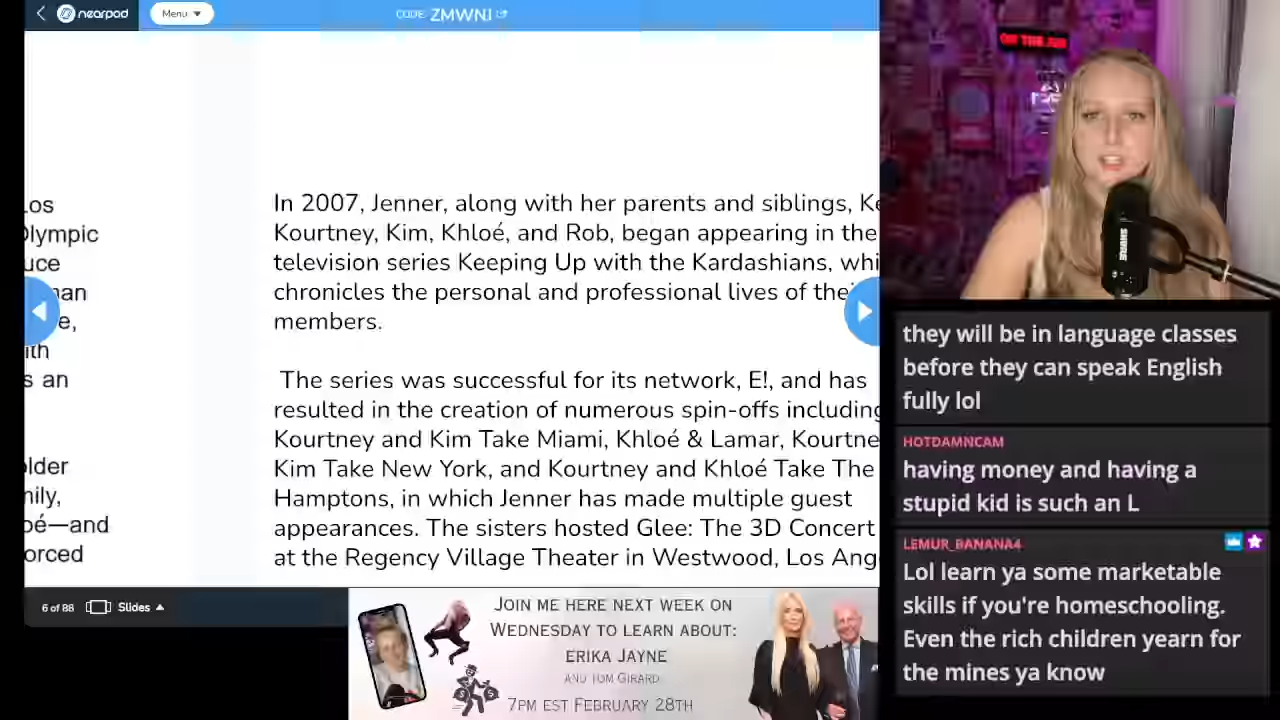 nearpod
Menu
CODE: ZMWNJ
ON THE AIR
Los
Olympic
uce
man
e,
ith
s an
older
mily,
oé—and
orced
In 2007, Jenner, along with her parents and siblings, Ke
Kourtney, Kim, Khloé, and Rob, began appearing in the
television series Keeping Up with the Kardashians, whi
chronicles the personal and professional lives of thei
members.
The series was successful for its network, E!, and has
resulted in the creation of numerous spin-offs including
Kourtney and Kim Take Miami, Khloé & Lamar, Kourtne
Kim Take New York, and Kourtney and Khloé Take The
Hamptons, in which Jenner has made multiple guest
appearances. The sisters hosted Glee: The 3D Concert
at the Regency Village Theater in Westwood, Los Ang
6 of 88
Slides
JOIN ME HERE NEXT WEEK ON
WEDNESDAY TO LEARN ABOUT:
ERIKA JAYNE
AND TOM GIRARD
7PM EST FEBRUARY 28TH
SHURE
they will be in language classes
before they can speak English
fully lol
HOTDAMNCAM
having money and having a
stupid kid is such an L
LEMUR_BANANA4
Lol learn ya some marketable
skills if you're homeschooling.
Even the rich children yearn for
the mines ya know